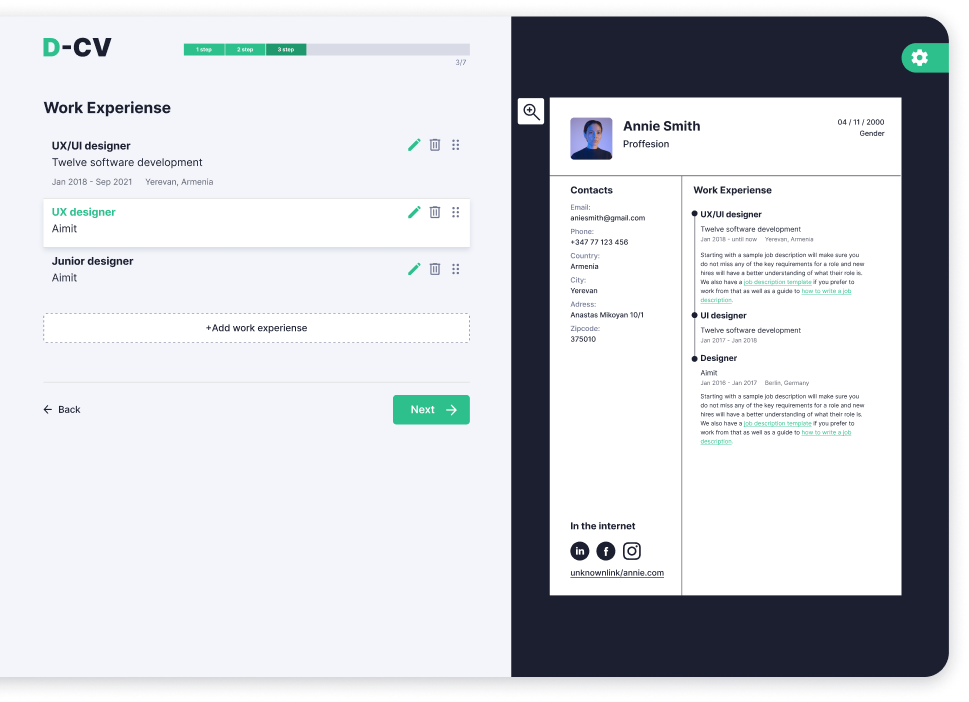 D-CV
1 step 2 step 3 step
3/7
Work Experiense
UX/UI designer
Twelve software development
Jan 2018 - Sep 2021 Yerevan, Armenia
UX designer
Aimit
Junior designer
Aimit
+Add work experiense
Back
Next
Annie Smith
Proffesion
04 / 11 / 2000
Gender
Contacts
Email:
aniesmith@gmail.com
Phone:
+347 77 123 456
Country:
Armenia
City:
Yerevan
Adress:
Anastas Mikoyan 10/1
Zipcode:
375010
In the internet
in f
unknownlink/annie.com
Work Experience
UX/UI designer
Twelve software development
Jan 2018 - until now Yerevan, Armenia
Starting with a sample job description will make sure you
do not miss any of the key requirements for a role and new
hires will have a better understanding of what their role is.
We also have a job description template if you prefer to
work from that as well as a guide to how to write a job
description.
UI designer
Twelve software development
Jan 2017 - Jan 2018
Designer
Aimit
Jan 2016 - Jan 2017 Berlin, Germany
Starting with a sample job description will make sure you
do not miss any of the key requirements for a role and new
hires will have a better understanding of what their role is.
We also have a job description template if you prefer to
work from that as well as a guide to how to write a job
description.